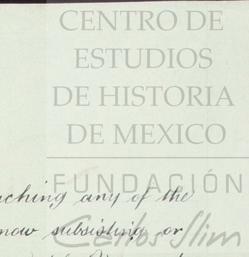 CENTRO DE
ESTUDIOS
DE HISTORIA
DE MEXICO
FUNDACIÓN
ching any of the
Carlos Slim
now subsisting or